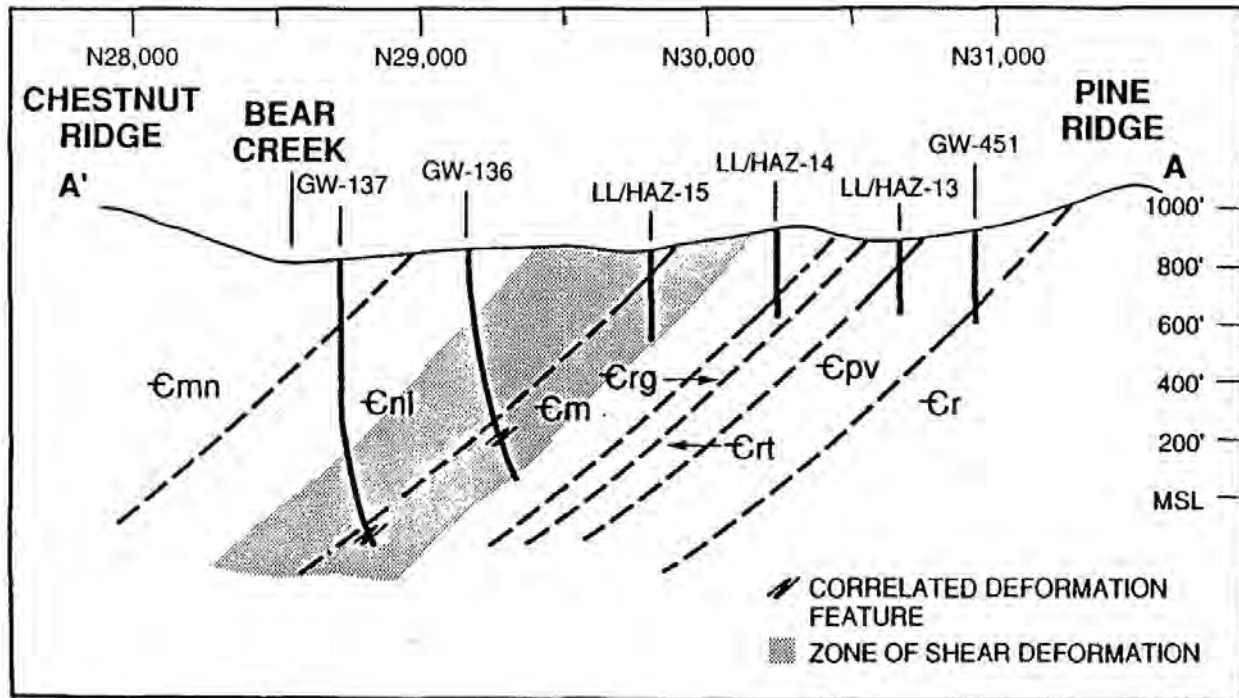 N28,000
N29,000
N30,000
N31,000
CHESTNUT
RIDGE
BEAR
CREEK
PINE
RIDGE
A'
GW-137
GW-136
LL/HAZ-15
LL/HAZ-14
LL/HAZ-13
GW-451
A
1000'
800'
600'
400'
200'
MSL
Ꞓmn
Ꞓnl
Ꞓm
Ꞓrg
Ꞓrt
Ꞓpv
Ꞓr
CORRELATED DEFORMATION
FEATURE
ZONE OF SHEAR DEFORMATION